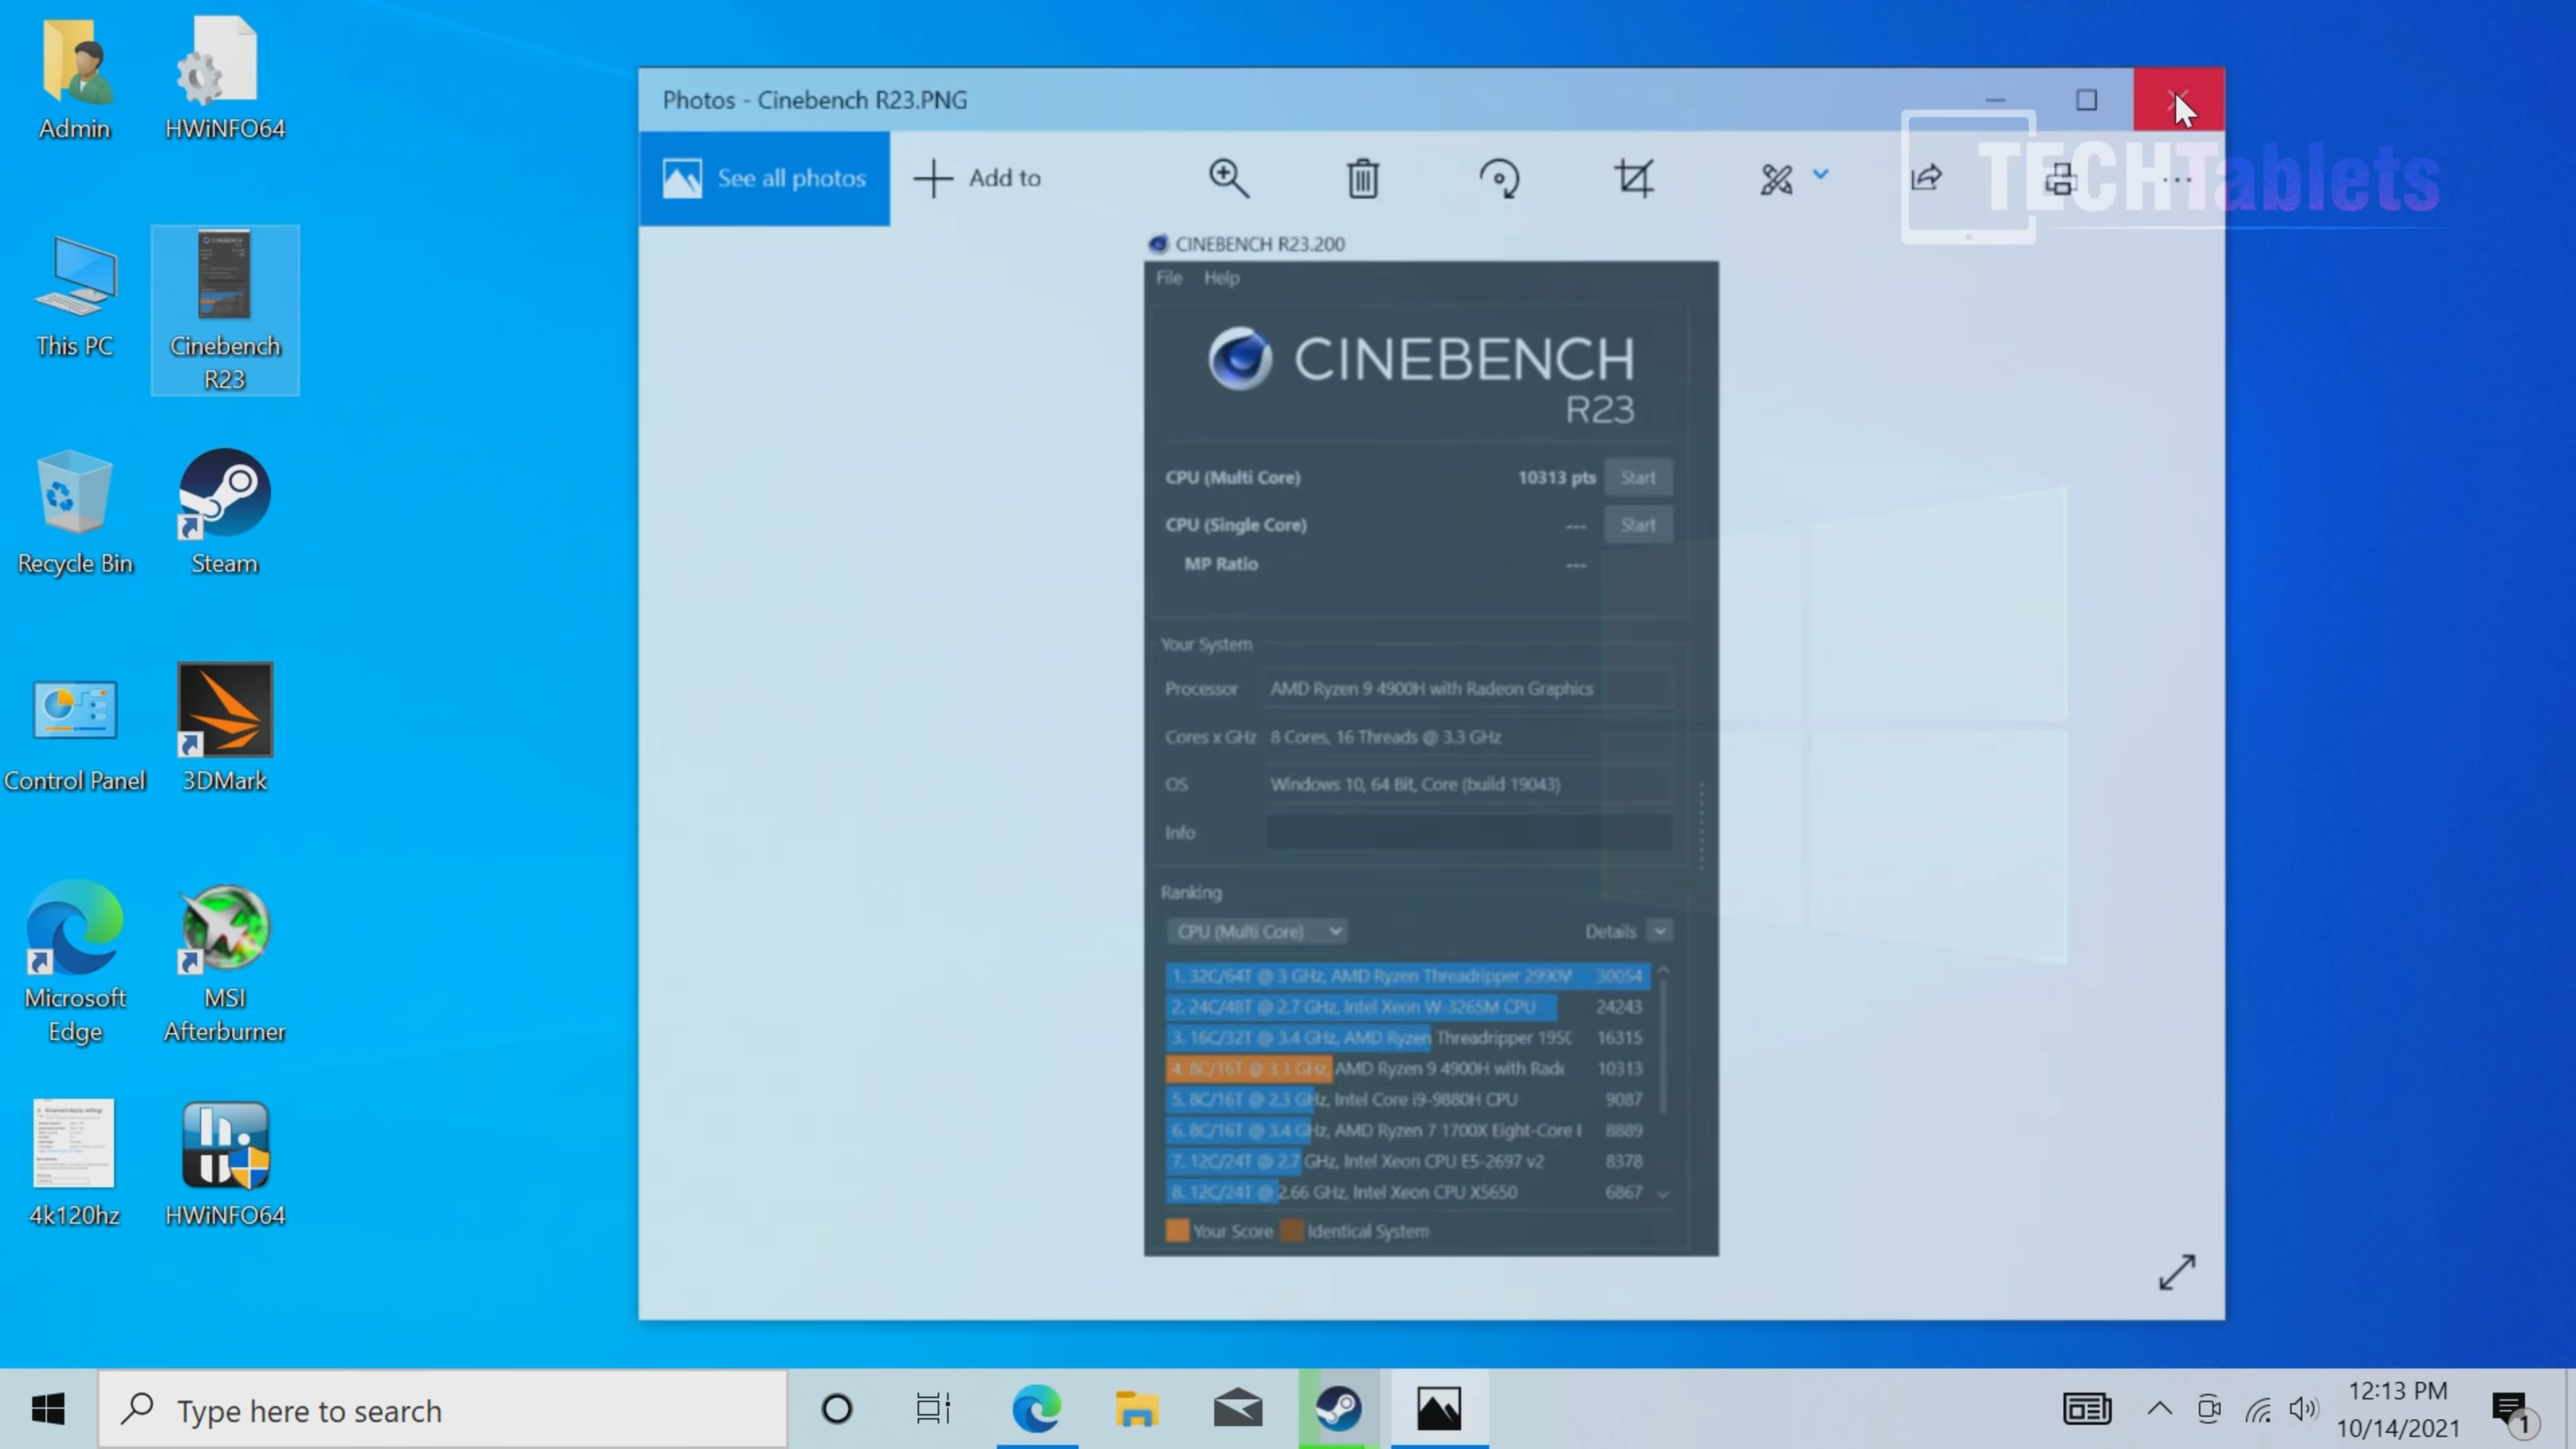 Admin
HWiNFO64
This PC
Cinebench
R23
Recycle Bin
Steam
Control Panel
3DMark
Microsoft
Edge
MSI
Afterburner
4k120hz
HWiNFO64
Photos - Cinebench R23.PNG
See all photos
Add to
TECHTablets
CINEBENCH R23.200
File Help
CINEBENCH
R23
CPU (Multi Core) 10313 pts Start
CPU (Single Core) --- Start
MP Ratio ---
Your System
Processor AMD Ryzen 9 4900H with Radeon Graphics
Cores x GHz 8 Cores, 16 Threads @ 3.3 GHz
OS Windows 10, 64 Bit, Core (build 19043)
Info
Ranking
CPU (Multi Core) Details
1. 32C/64T @ 3 GHz, AMD Ryzen Threadripper 2990W 30054
2. 24C/48T @ 2.7 GHz, Intel Xeon W-3265M CPU 24243
3. 16C/32T @ 3.4 GHz, AMD Ryzen Threadripper 1950 16315
4. 8C/16T @ 3.3 GHz, AMD Ryzen 9 4900H with Rade 10313
5. 8C/16T @ 2.3 GHz, Intel Core i9-9880H CPU 9087
6. 8C/16T @ 3.4 GHz, AMD Ryzen 7 1700X Eight-Core 8889
7. 12C/24T @ 2.7 GHz, Intel Xeon CPU E5-2697 v2 8378
8. 12C/24T @ 2.66 GHz, Intel Xeon CPU X5650 6867
Your Score Identical System
Type here to search
12:13 PM
10/14/2021
1